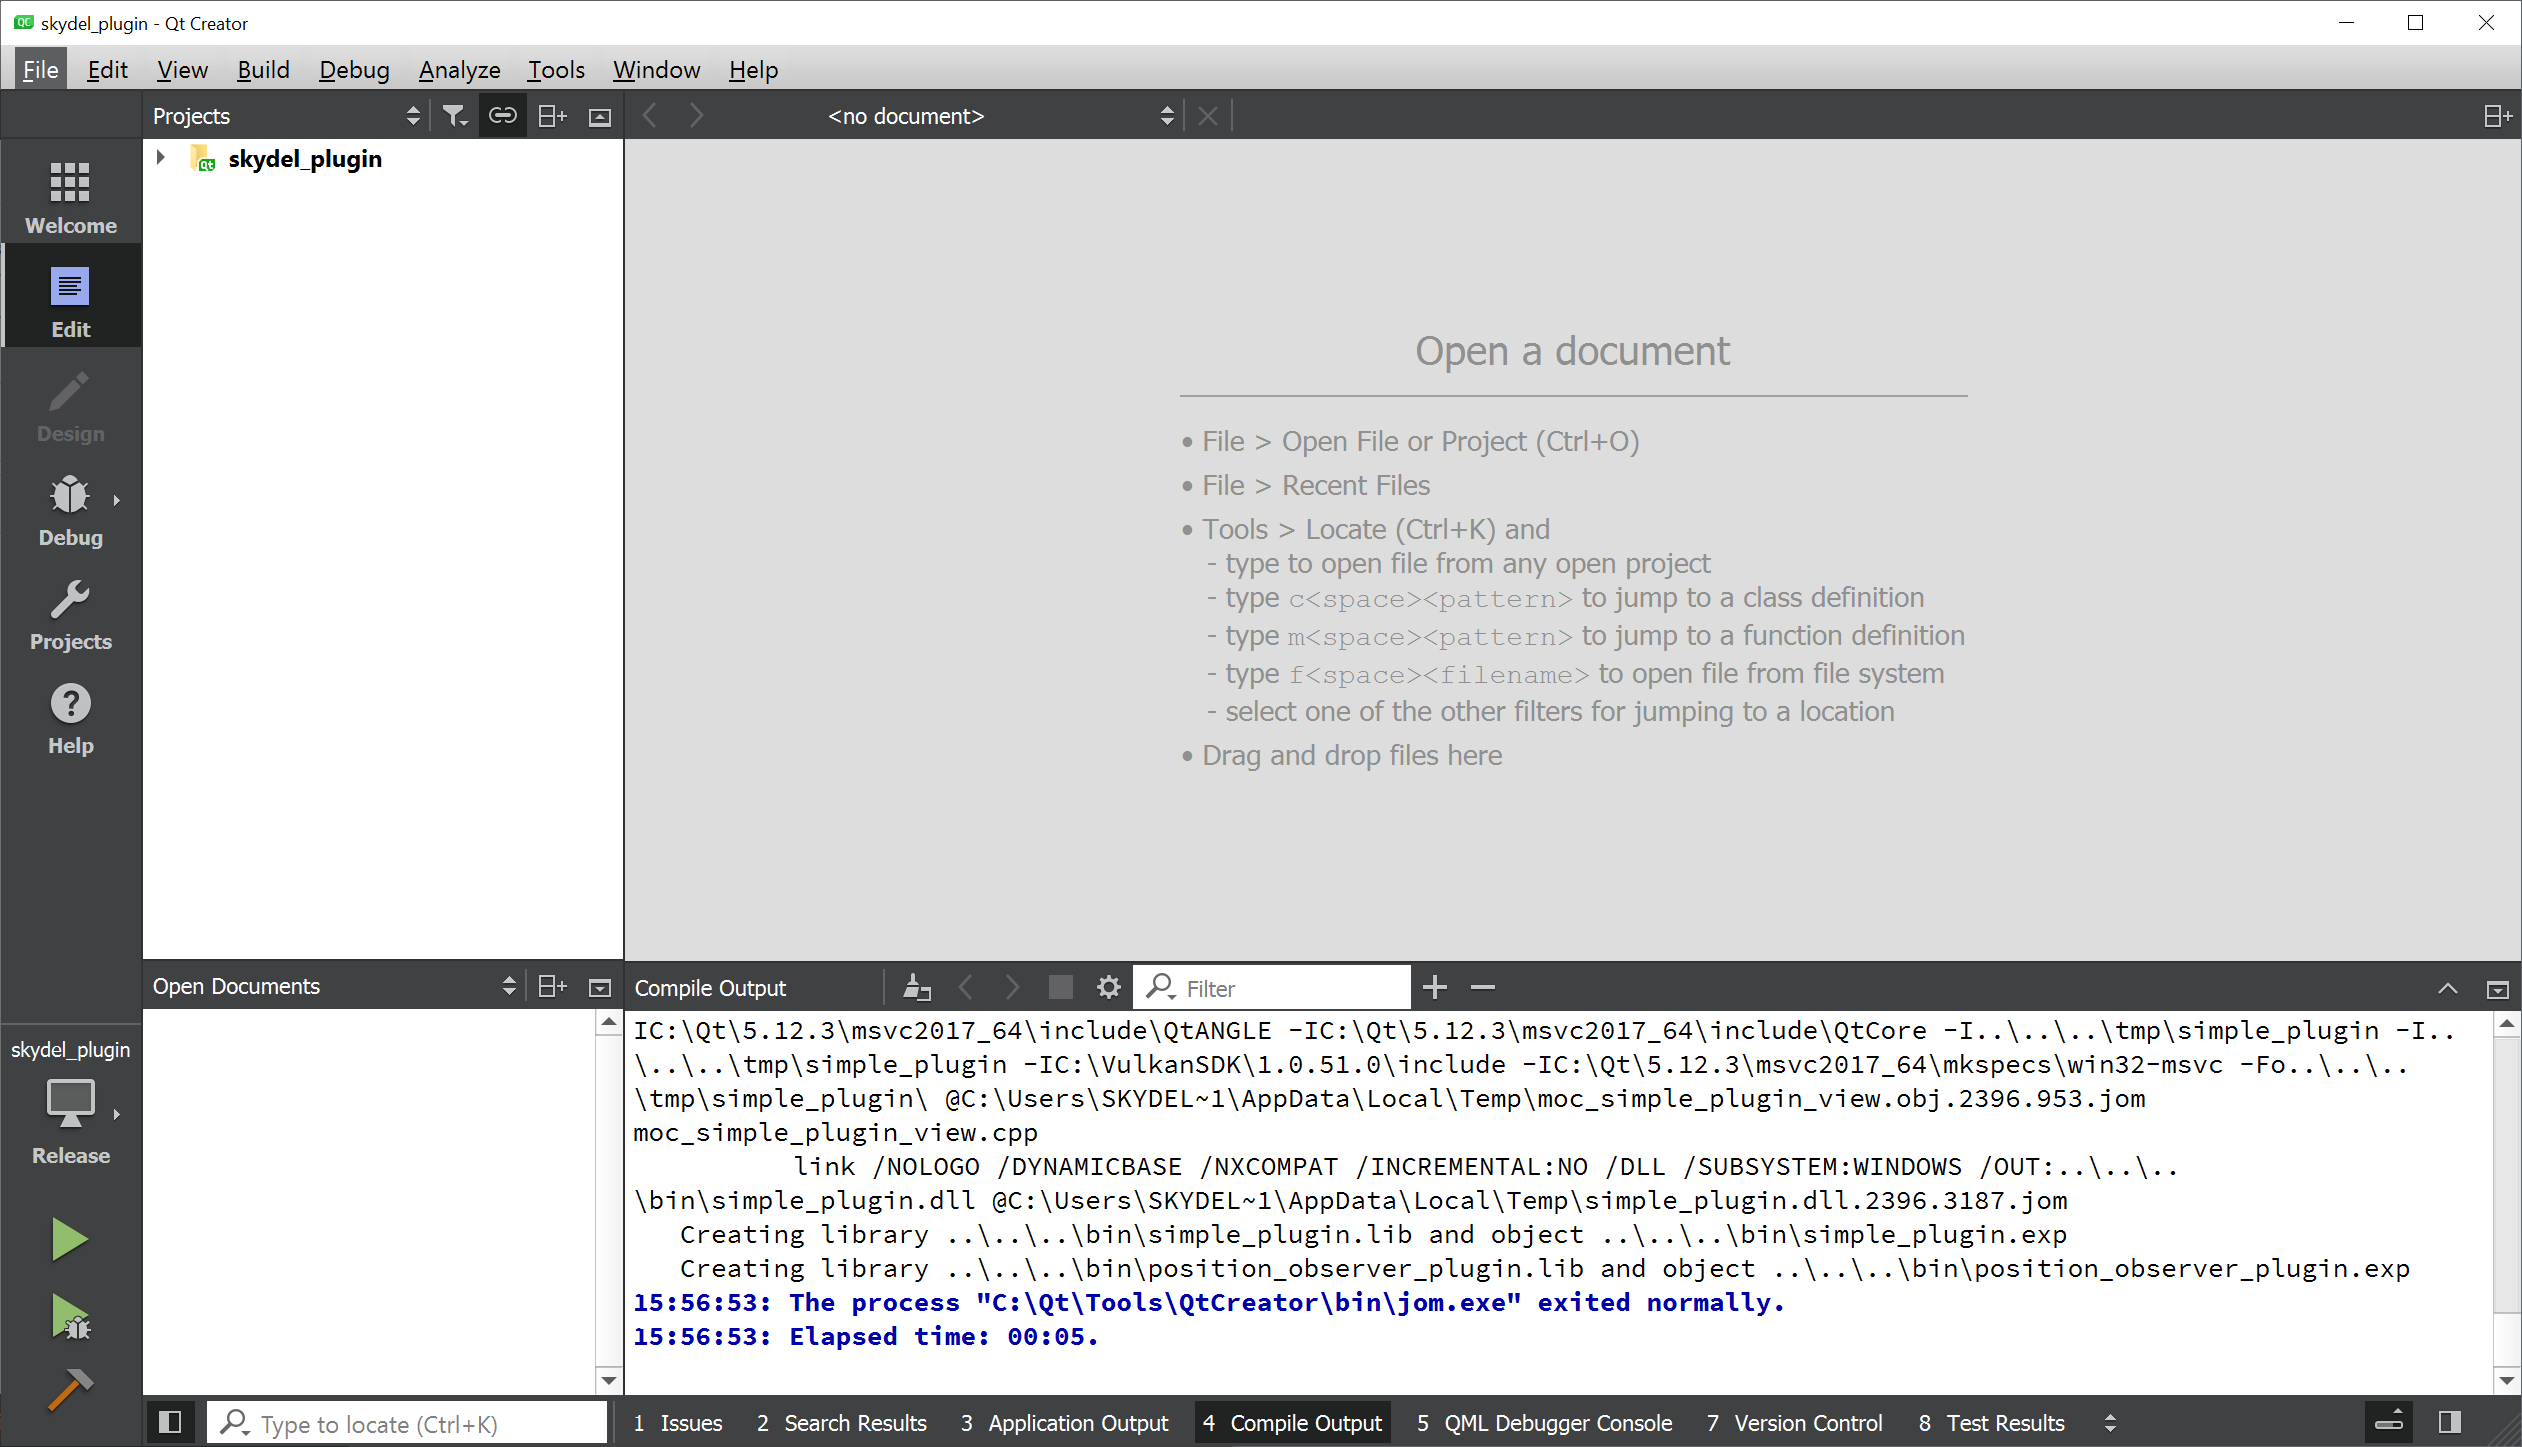 skydel_plugin - Qt Creator
File Edit View Build Debug Analyze Tools Window Help
Projects
<no document>
skydel_plugin
Welcome
Edit
Design
Debug
Projects
Help
Open a document
• File > Open File or Project (Ctrl+O)
• File > Recent Files
• Tools > Locate (Ctrl+K) and
- type to open file from any open project
- type c<space><pattern> to jump to a class definition
- type m<space><pattern> to jump to a function definition
- type f<space><filename> to open file from file system
- select one of the other filters for jumping to a location
• Drag and drop files here
Open Documents
Compile Output
Filter
skydel_plugin
Release
IC:\Qt\5.12.3\msvc2017_64\include\QtANGLE -IC:\Qt\5.12.3\msvc2017_64\include\QtCore -I..\..\..\tmp\simple_plugin -I..
\..\..\tmp\simple_plugin -IC:\VulkanSDK\1.0.51.0\include -IC:\Qt\5.12.3\msvc2017_64\mkspecs\win32-msvc -Fo..\..\..
\tmp\simple_plugin\ @C:\Users\SKYDEL~1\AppData\Local\Temp\moc_simple_plugin_view.obj.2396.953.jom
moc_simple_plugin_view.cpp
link /NOLOGO /DYNAMICBASE /NXCOMPAT /INCREMENTAL:NO /DLL /SUBSYSTEM:WINDOWS /OUT:..\..\..
\bin\simple_plugin.dll @C:\Users\SKYDEL~1\AppData\Local\Temp\simple_plugin.dll.2396.3187.jom
Creating library ..\..\..\bin\simple_plugin.lib and object ..\..\..\bin\simple_plugin.exp
Creating library ..\..\..\bin\position_observer_plugin.lib and object ..\..\..\bin\position_observer_plugin.exp
15:56:53: The process "C:\Qt\Tools\QtCreator\bin\jom.exe" exited normally.
15:56:53: Elapsed time: 00:05.
Type to locate (Ctrl+K)
1 Issues 2 Search Results 3 Application Output 4 Compile Output 5 QML Debugger Console 7 Version Control 8 Test Results